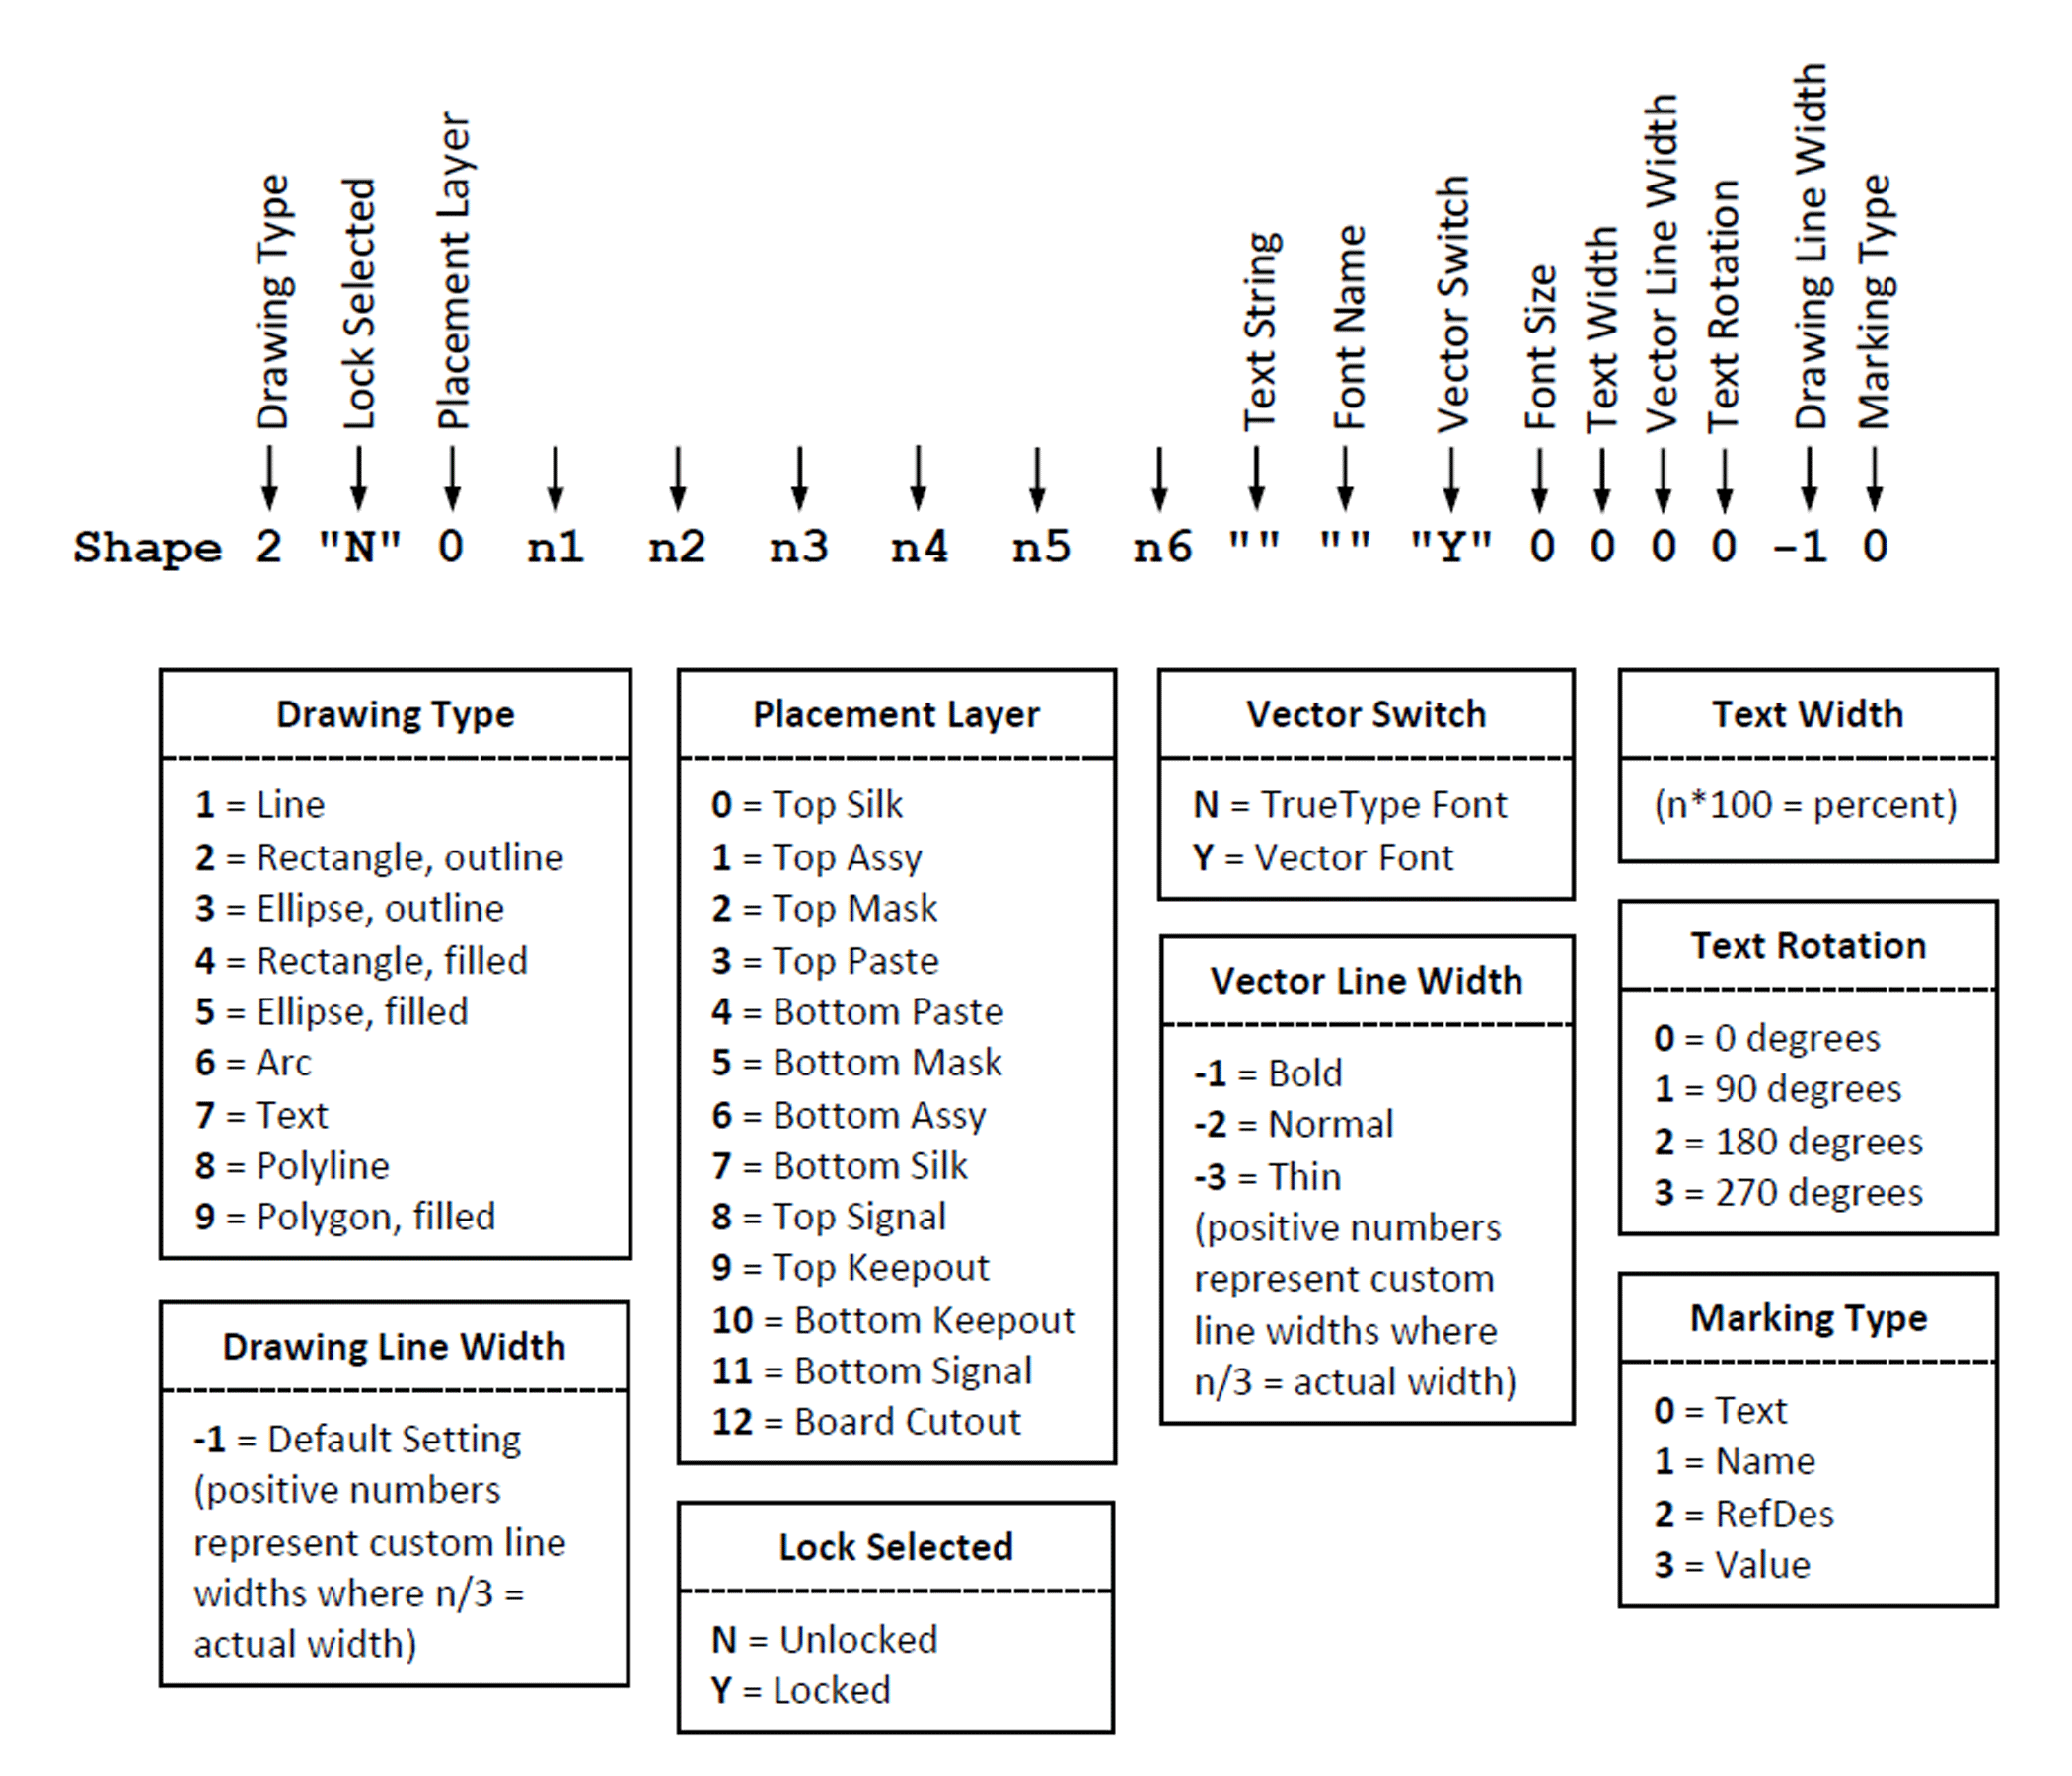 Drawing Type
Lock Selected
Placement Layer
Text String
Font Name
Vector Switch
Font Size
Text Width
Vector Line Width
Text Rotation
Drawing Line Width
Marking Type
Shape 2 "N" 0 n1 n2 n3 n4 n5 n6 "" "" "Y" 0 0 0 0 -1 0
Drawing Type
1 = Line
2 = Rectangle, outline
3 = Ellipse, outline
4 = Rectangle, filled
5 = Ellipse, filled
6 = Arc
7 = Text
8 = Polyline
9 = Polygon, filled
Drawing Line Width
-1 = Default Setting
(positive numbers
represent custom line
widths where n/3 =
actual width)
Placement Layer
0 = Top Silk
1 = Top Assy
2 = Top Mask
3 = Top Paste
4 = Bottom Paste
5 = Bottom Mask
6 = Bottom Assy
7 = Bottom Silk
8 = Top Signal
9 = Top Keepout
10 = Bottom Keepout
11 = Bottom Signal
12 = Board Cutout
Lock Selected
N = Unlocked
Y = Locked
Vector Switch
N = TrueType Font
Y = Vector Font
Vector Line Width
-1 = Bold
-2 = Normal
-3 = Thin
(positive numbers
represent custom
line widths where
n/3 = actual width)
Text Width
(n*100 = percent)
Text Rotation
0 = 0 degrees
1 = 90 degrees
2 = 180 degrees
3 = 270 degrees
Marking Type
0 = Text
1 = Name
2 = RefDes
3 = Value